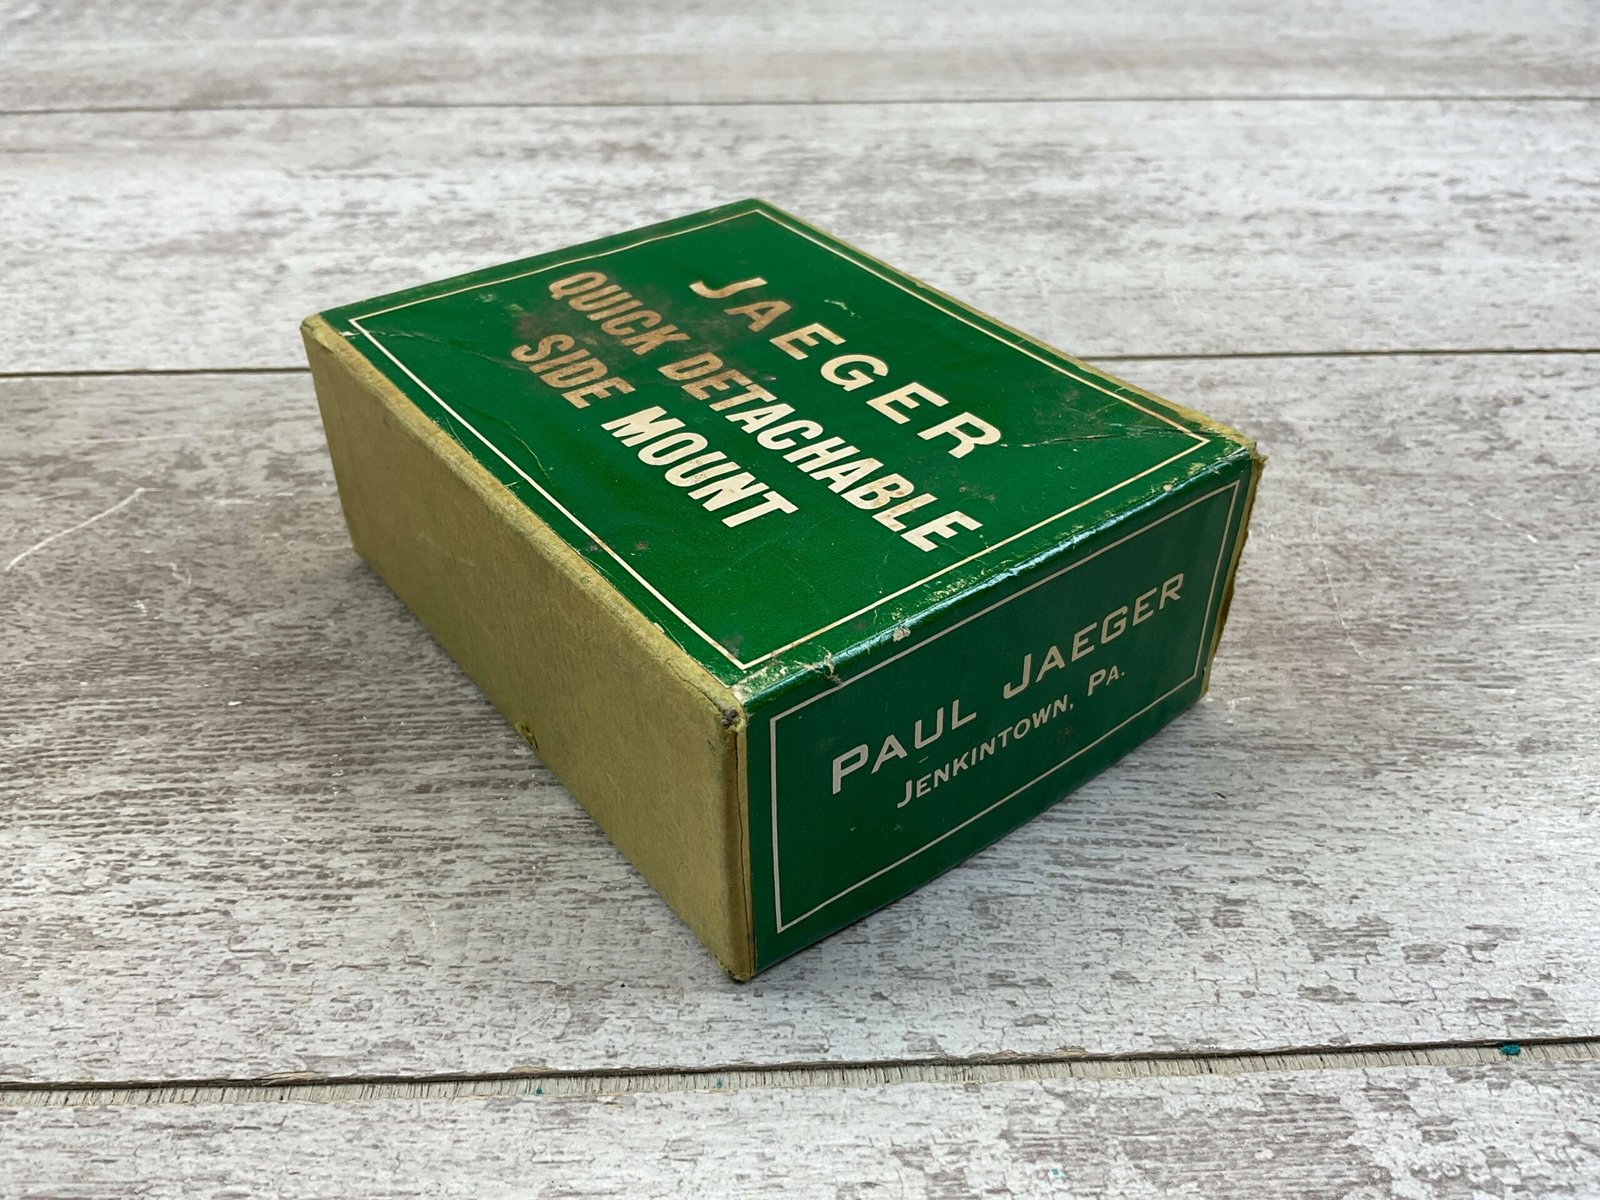 JAEGER
QUICK DETACHABLE
SIDE MOUNT
PAUL JAEGER
JENKINTOWN, PA.